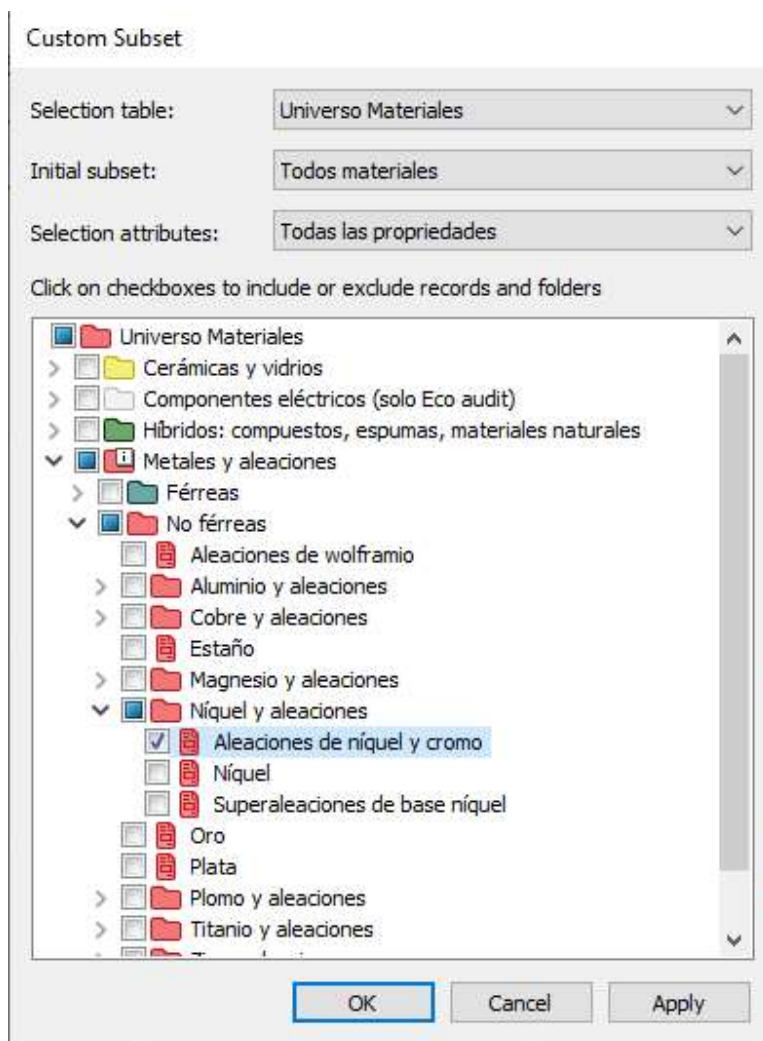 Custom Subset
Selection table: Universo Materiales
Initial subset: Todos materiales
Selection attributes: Todas las propriedades
Click on checkboxes to include or exclude records and folders
Universo Materiales
Cerámicas y vidrios
Componentes eléctricos (solo Eco audit)
Híbridos: compuestos, espumas, materiales naturales
Metales y aleaciones
Férreas
No férreas
Aleaciones de wolframio
Aluminio y aleaciones
Cobre y aleaciones
Estaño
Magnesio y aleaciones
Níquel y aleaciones
Aleaciones de níquel y cromo
Níquel
Superaleaciones de base níquel
Oro
Plata
Plomo y aleaciones
Titanio y aleaciones
OK Cancel Apply